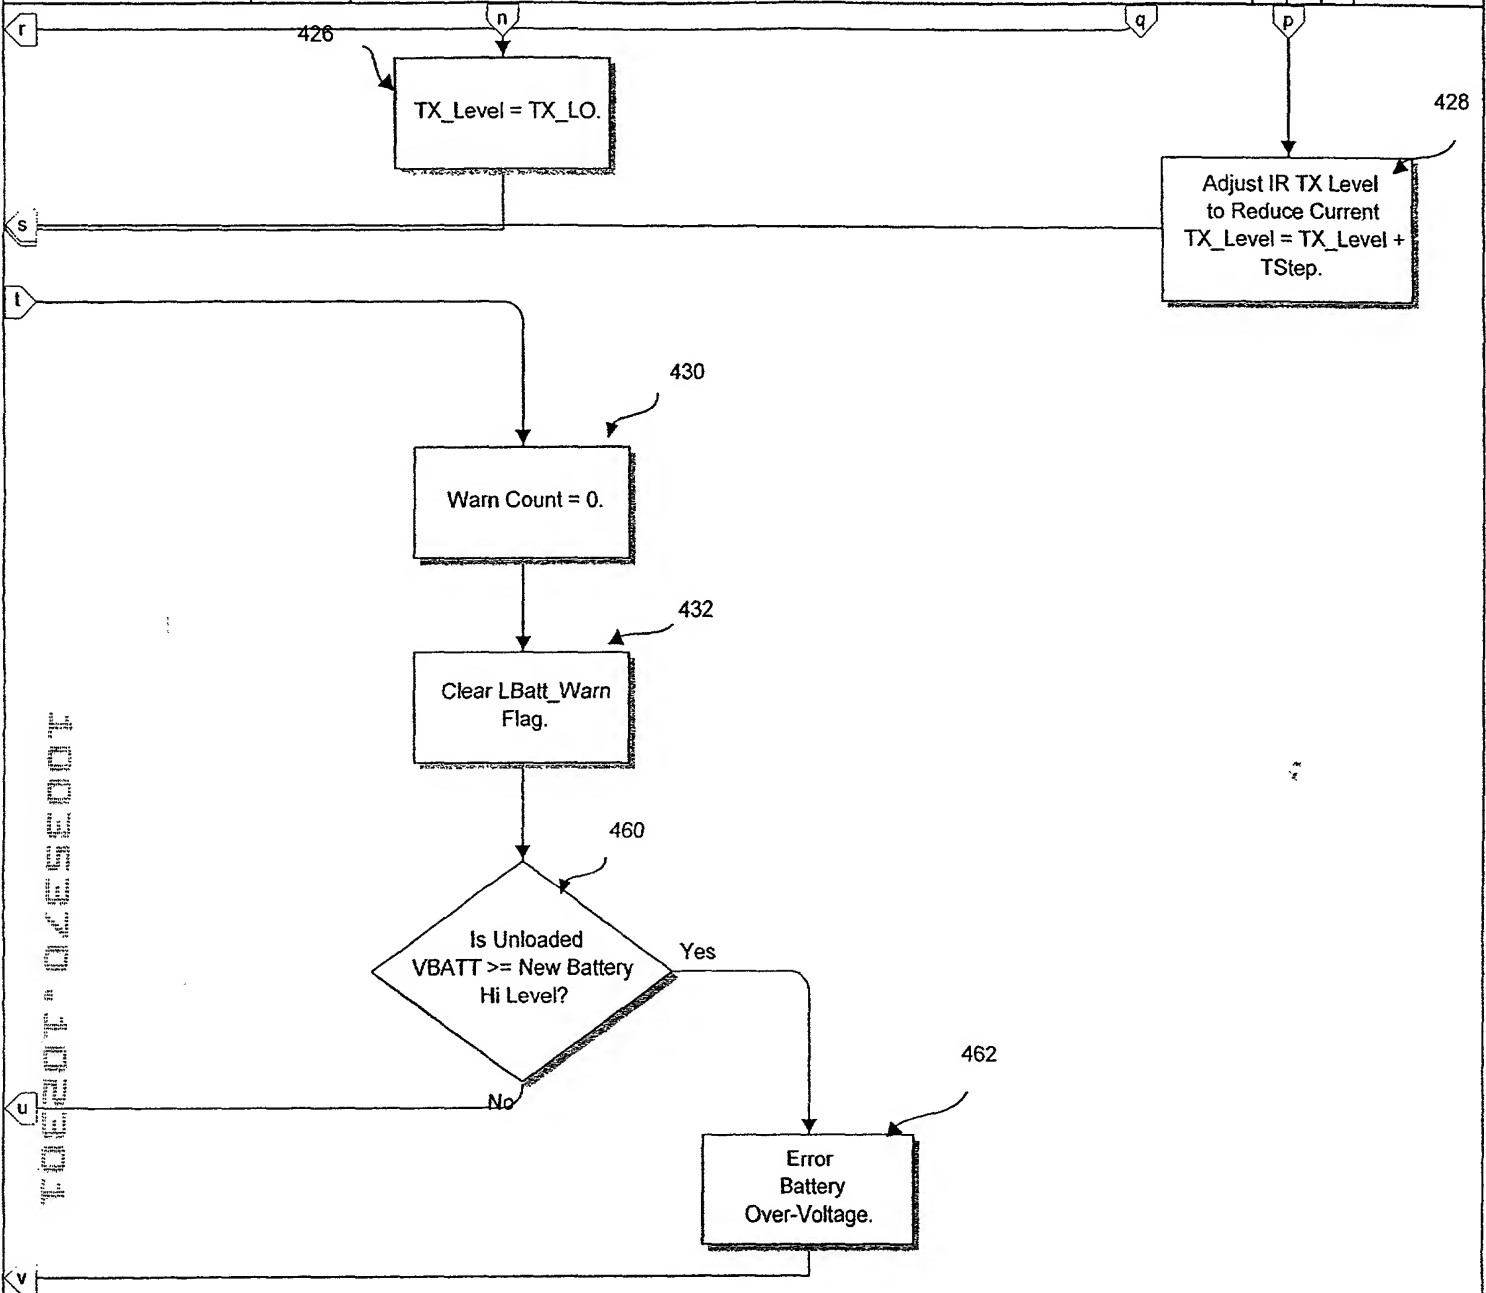 r
n
q
p
426
TX_Level = TX_LO.
428
Adjust IR TX Level
to Reduce Current
TX_Level = TX_Level +
TStep.
s
t
430
Warn Count = 0.
432
Clear LBatt_Warn
Flag.
460
Is Unloaded
VBATT >= New Battery
Hi Level?
Yes
No
u
462
Error
Battery
Over-Voltage.
v